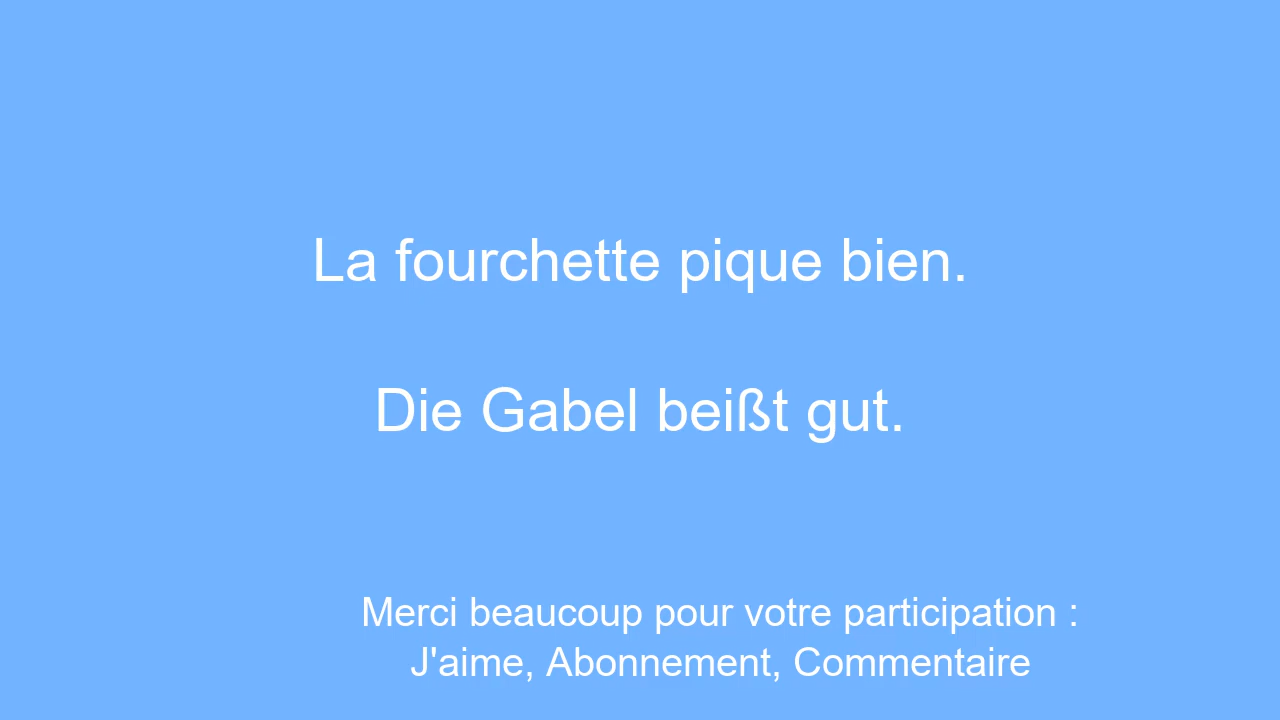 La fourchette pique bien.
Die Gabel beißt gut.
Merci beaucoup pour votre participation :
J'aime, Abonnement, Commentaire